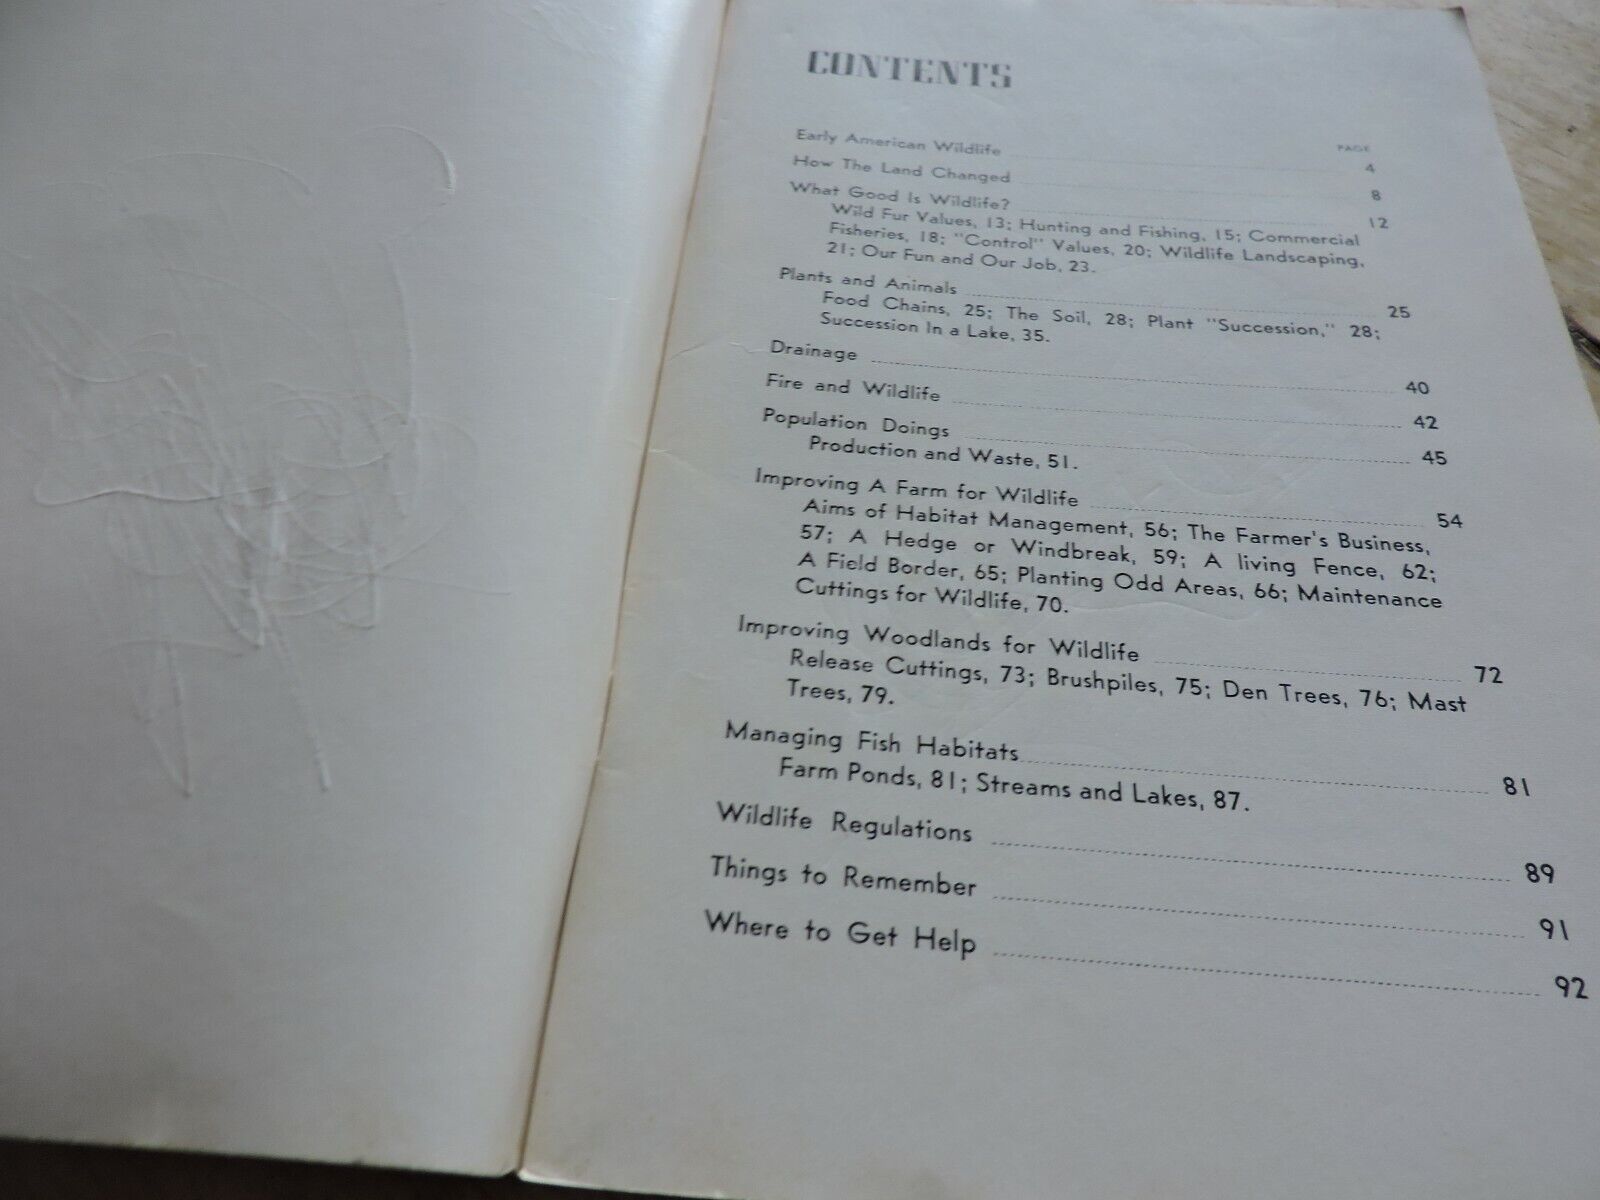 CONTENTS
PAGE
Early American Wildlife 4
How The Land Changed 8
What Good Is Wildlife? 12
Wild Fur Values, 13; Hunting and Fishing, 15; Commercial
Fisheries, 18; "Control" Values, 20; Wildlife Landscaping,
21; Our Fun and Our Job, 23.
Plants and Animals 25
Food Chains, 25; The Soil, 28; Plant "Succession," 28;
Succession In a Lake, 35.
Drainage 40
Fire and Wildlife 42
Population Doings 45
Production and Waste, 51.
Improving A Farm for Wildlife 54
Aims of Habitat Management, 56; The Farmer's Business,
57; A Hedge or Windbreak, 59; A living Fence, 62;
A Field Border, 65; Planting Odd Areas, 66; Maintenance
Cuttings for Wildlife, 70.
Improving Woodlands for Wildlife 72
Release Cuttings, 73; Brushpiles, 75; Den Trees, 76; Mast
Trees, 79.
Managing Fish Habitats 81
Farm Ponds, 81; Streams and Lakes, 87.
Wildlife Regulations 89
Things to Remember 91
Where to Get Help 92